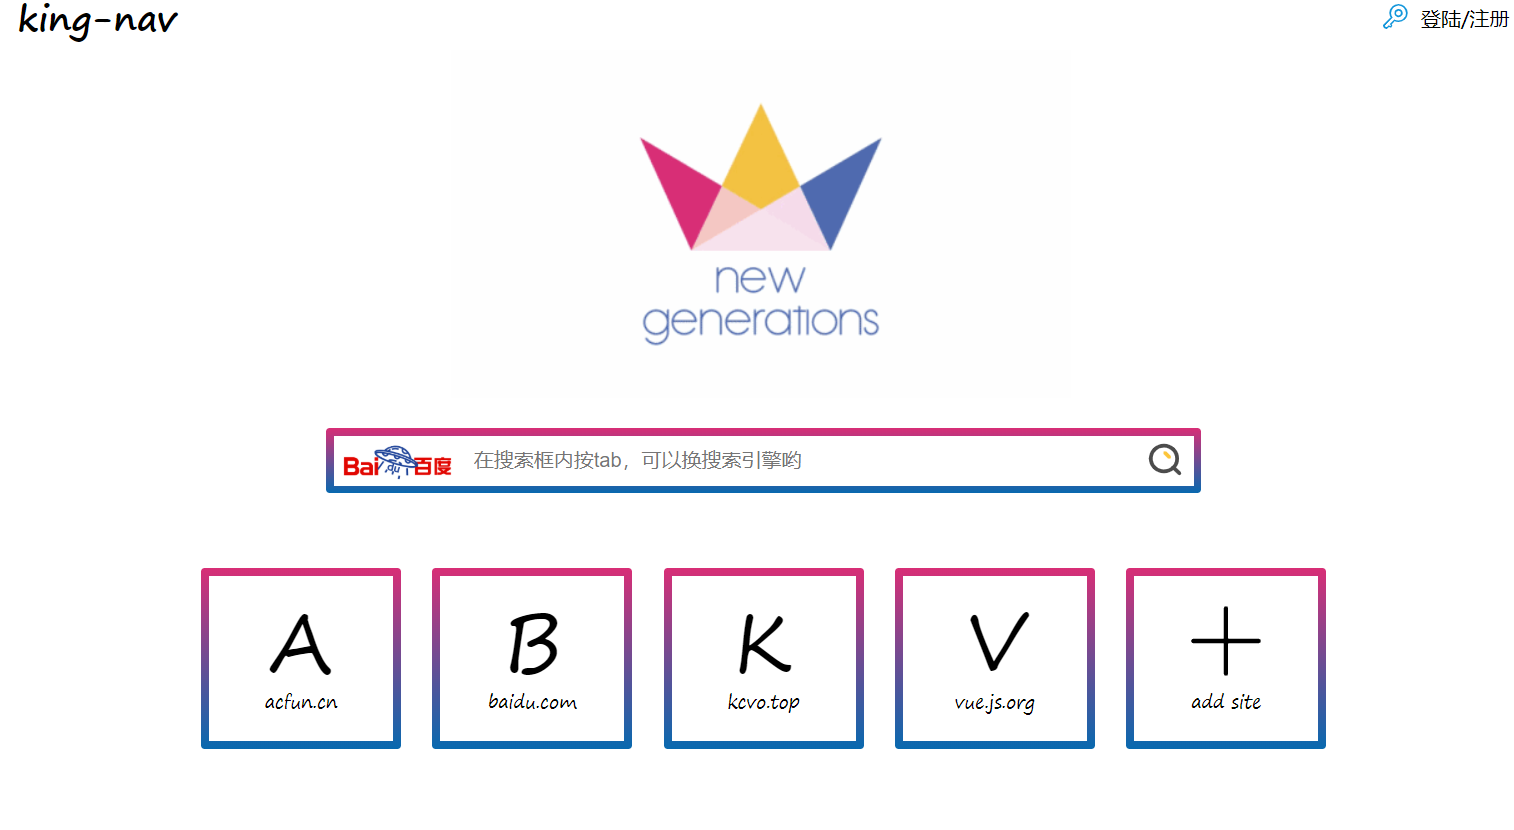 king-nav
登陆/注册
new
generations
Bai du 百度
在搜索框内按tab，可以换搜索引擎哟
A
acfun.cn
B
baidu.com
K
kcvo.top
V
vue.js.org
add site